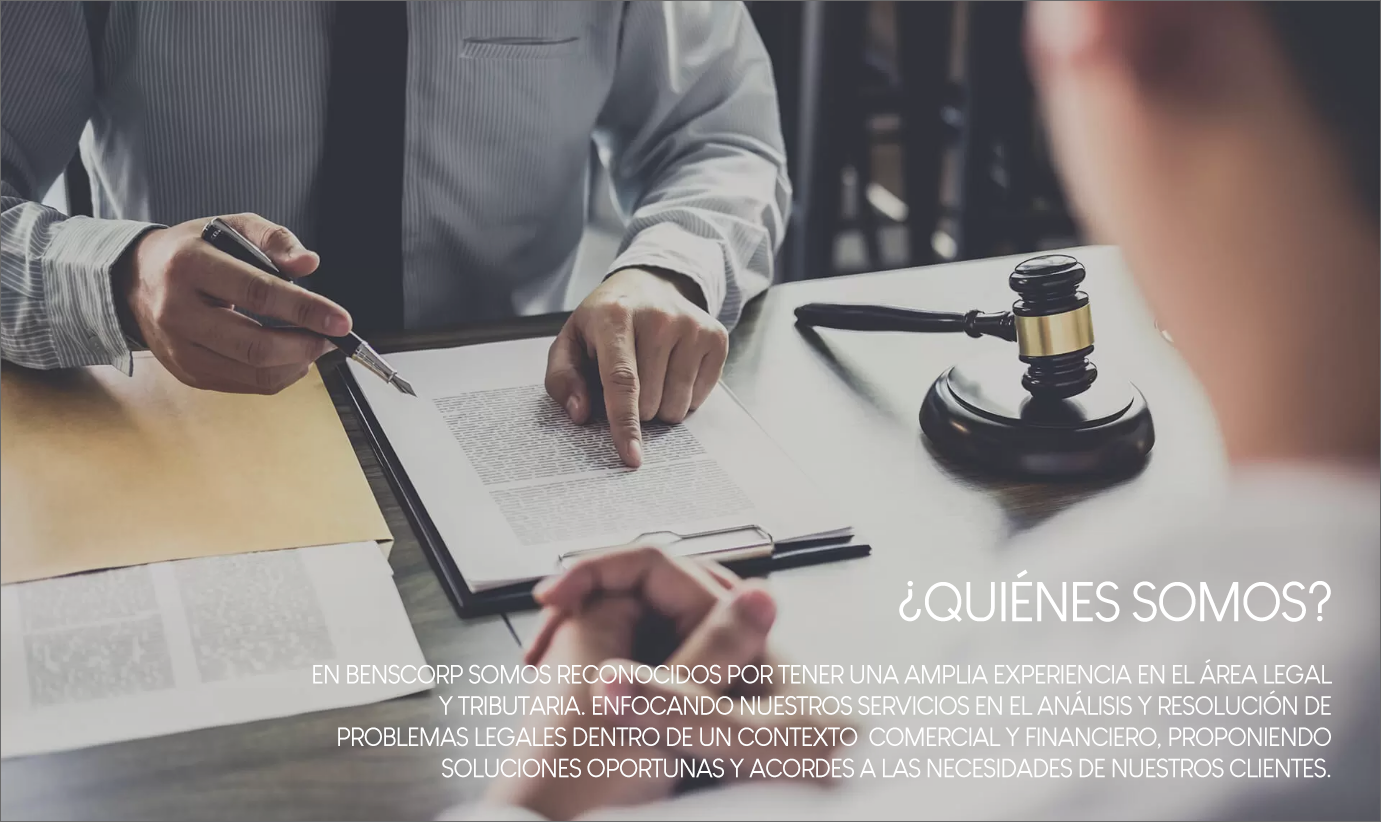 ¿QUIÉNES SOMOS?
EN BENSCORP SOMOS RECONOCIDOS POR TENER UNA AMPLIA EXPERIENCIA EN EL ÁREA LEGAL
Y TRIBUTARIA. ENFOCANDO NUESTROS SERVICIOS EN EL ANÁLISIS Y RESOLUCIÓN DE
PROBLEMAS LEGALES DENTRO DE UN CONTEXTO COMERCIAL Y FINANCIERO, PROPONIENDO
SOLUCIONES OPORTUNAS Y ACORDES A LAS NECESIDADES DE NUESTROS CLIENTES.